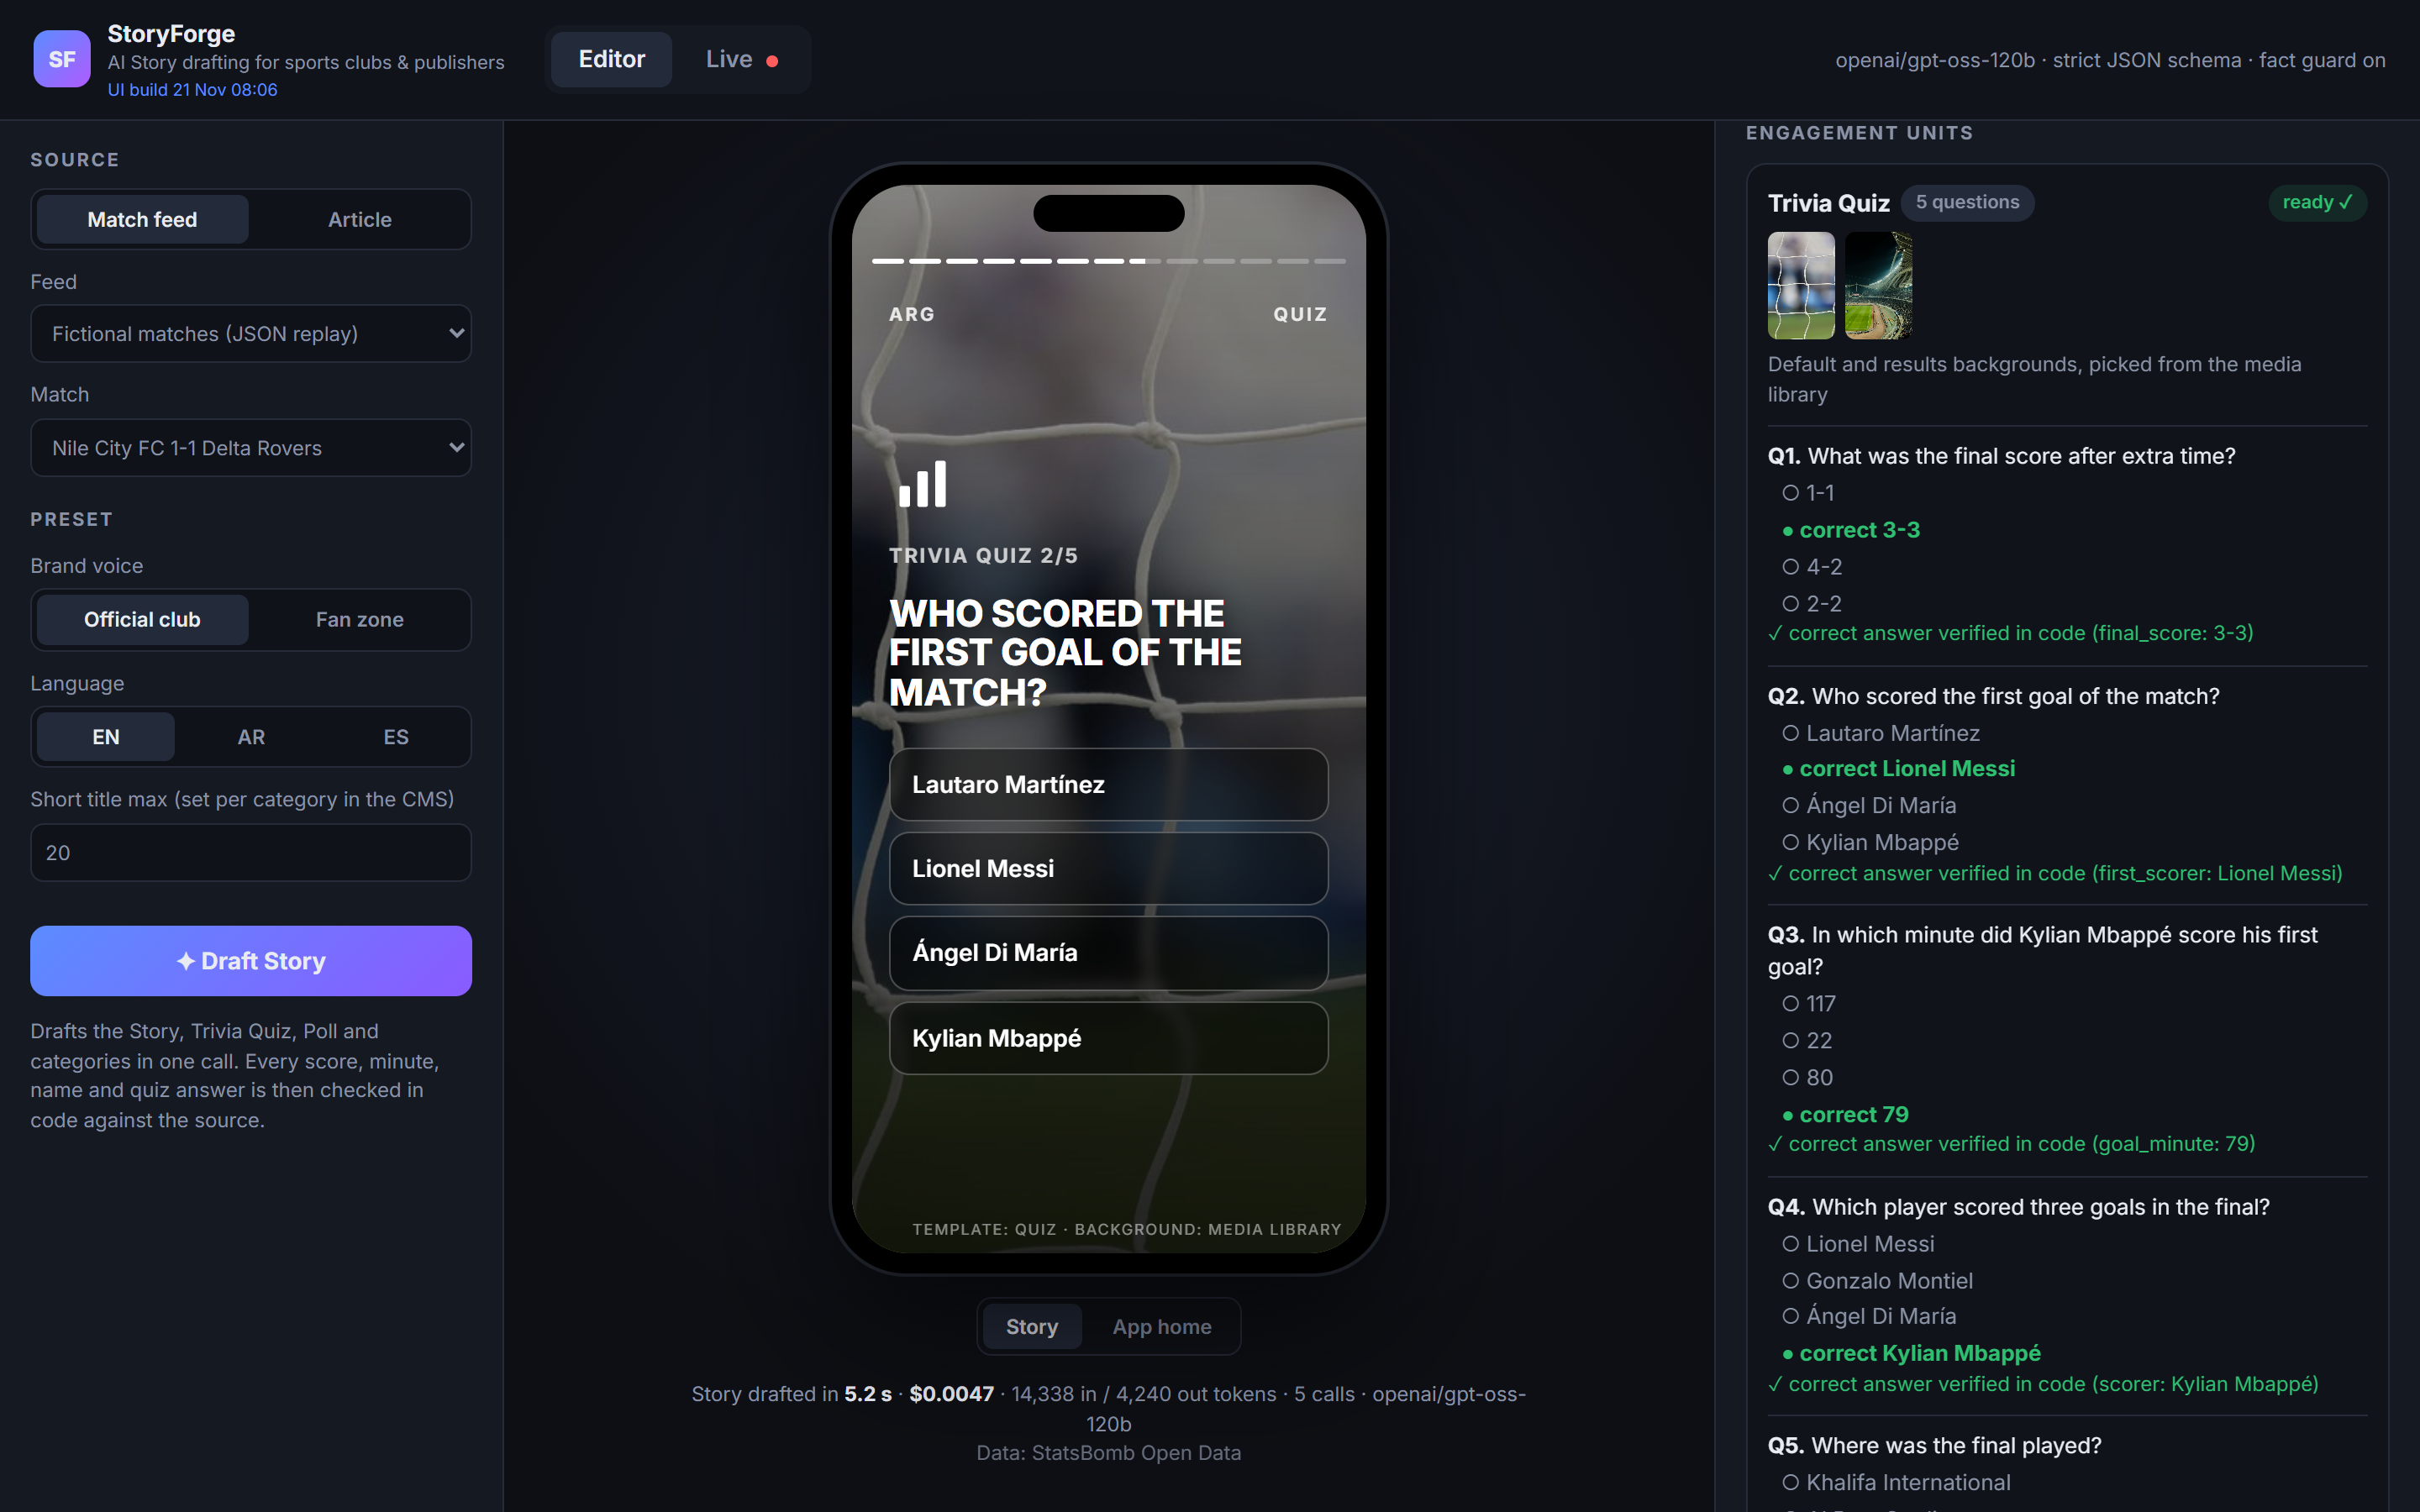 SF
StoryForge
AI Story drafting for sports clubs & publishers
UI build 21 Nov 08:06
Editor
Live
openai/gpt-oss-120b · strict JSON schema · fact guard on
SOURCE
Match feed
Article
Feed
Fictional matches (JSON replay)
Match
Nile City FC 1-1 Delta Rovers
PRESET
Brand voice
Official club
Fan zone
Language
EN
AR
ES
Short title max (set per category in the CMS)
20
✦ Draft Story
Drafts the Story, Trivia Quiz, Poll and
categories in one call. Every score, minute,
name and quiz answer is then checked in
code against the source.
ARG
QUIZ
TRIVIA QUIZ 2/5
WHO SCORED THE
FIRST GOAL OF THE
MATCH?
Lautaro Martínez
Lionel Messi
Ángel Di María
Kylian Mbappé
TEMPLATE: QUIZ · BACKGROUND: MEDIA LIBRARY
Story
App home
Story drafted in 5.2 s · $0.0047 · 14,338 in / 4,240 out tokens · 5 calls · openai/gpt-oss-
120b
Data: StatsBomb Open Data
ENGAGEMENT UNITS
Trivia Quiz
5 questions
ready ✓
Default and results backgrounds, picked from the media
library
Q1. What was the final score after extra time?
○ 1-1
● correct 3-3
○ 4-2
○ 2-2
✓ correct answer verified in code (final_score: 3-3)
Q2. Who scored the first goal of the match?
○ Lautaro Martínez
● correct Lionel Messi
○ Ángel Di María
○ Kylian Mbappé
✓ correct answer verified in code (first_scorer: Lionel Messi)
Q3. In which minute did Kylian Mbappé score his first
goal?
○ 117
○ 22
○ 80
● correct 79
✓ correct answer verified in code (goal_minute: 79)
Q4. Which player scored three goals in the final?
○ Lionel Messi
○ Gonzalo Montiel
○ Ángel Di María
● correct Kylian Mbappé
✓ correct answer verified in code (scorer: Kylian Mbappé)
Q5. Where was the final played?
○ Khalifa International